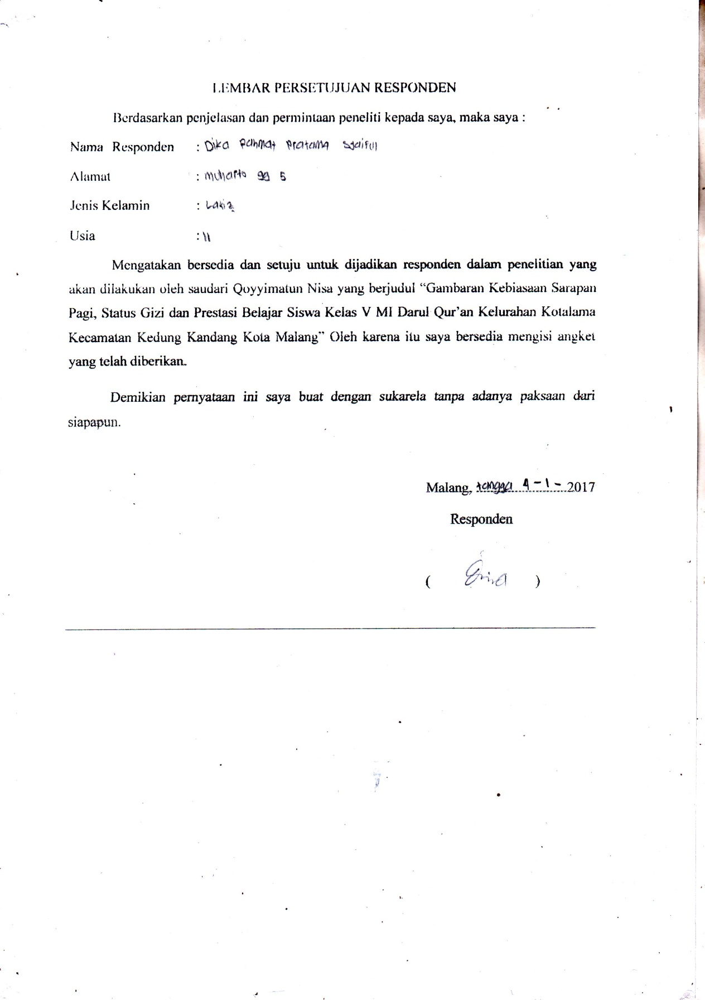 LEMBAR PERSETUJUAN RESPONDEN
Berdasarkan penjelasan dan permintaan peneliti kepada saya, maka saya :
Nama Responden : Dika Rahmat Pratama Sjaiful
Alamat : muharto gg 5
Jenis Kelamin : Laki2
Usia : 11
Mengatakan bersedia dan setuju untuk dijadikan responden dalam penelitian yang
akan dilakukan oleh saudari Qoyyimatun Nisa yang berjudul “Gambaran Kebiasaan Sarapan
Pagi, Status Gizi dan Prestasi Belajar Siswa Kelas V MI Darul Qur’an Kelurahan Kotalama
Kecamatan Kedung Kandang Kota Malang” Oleh karena itu saya bersedia mengisi angket
yang telah diberikan.
Demikian pernyataan ini saya buat dengan sukarela tanpa adanya paksaan dari
siapapun.
Malang, 4 - 1 - 2017
Responden
( )